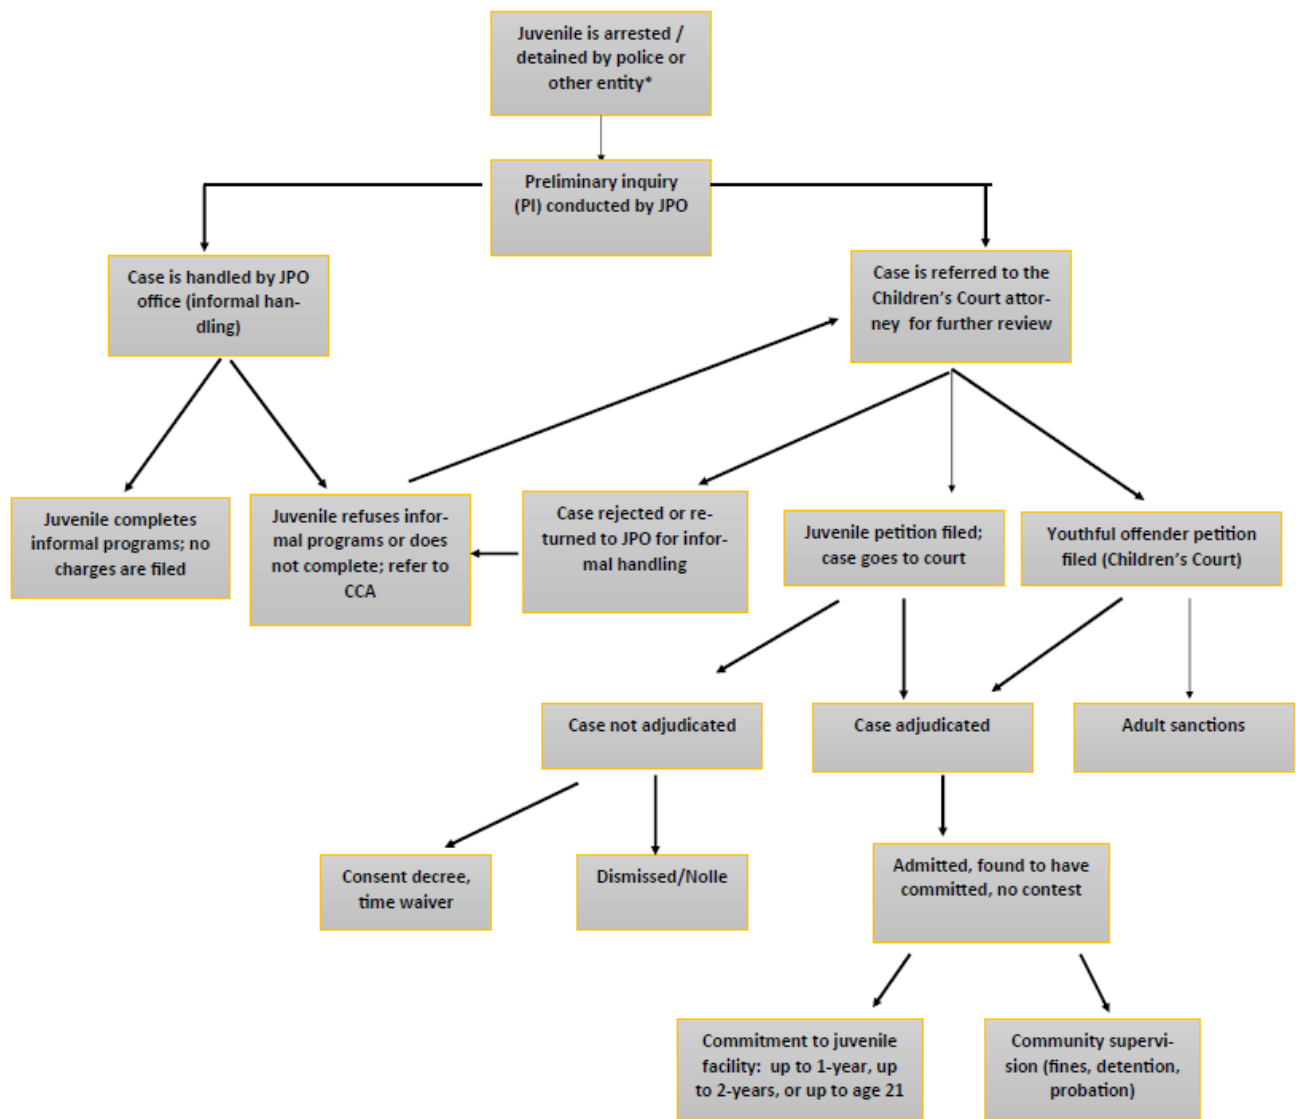 Juvenile is arrested /
detained by police or
other entity*
Preliminary inquiry
(PI) conducted by JPO
Case is handled by JPO
office (informal han-
dling)
Case is referred to the
Children's Court attor-
ney for further review
Juvenile completes
informal programs; no
charges are filed
Juvenile refuses infor-
mal programs or does
not complete; refer to
CCA
Case rejected or re-
turned to JPO for infor-
mal handling
Juvenile petition filed;
case goes to court
Youthful offender petition
filed (Children's Court)
Case not adjudicated
Case adjudicated
Adult sanctions
Consent decree,
time waiver
Dismissed/Nolle
Admitted, found to have
committed, no contest
Commitment to juvenile
facility: up to 1-year, up
to 2-years, or up to age 21
Community supervi-
sion (fines, detention,
probation)